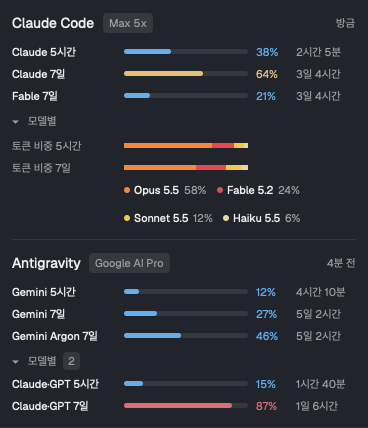 Claude Code Max 5x 방금
Claude 5시간 38% 2시간 5분
Claude 7일 64% 3일 4시간
Fable 7일 21% 3일 4시간
모델별
토큰 비중 5시간
토큰 비중 7일
Opus 5.5 58% Fable 5.2 24%
Sonnet 5.5 12% Haiku 5.5 6%
Antigravity Google AI Pro 4분 전
Gemini 5시간 12% 4시간 10분
Gemini 7일 27% 5일 2시간
Gemini Argon 7일 46% 5일 2시간
모델별 2
Claude·GPT 5시간 15% 1시간 40분
Claude·GPT 7일 87% 1일 6시간